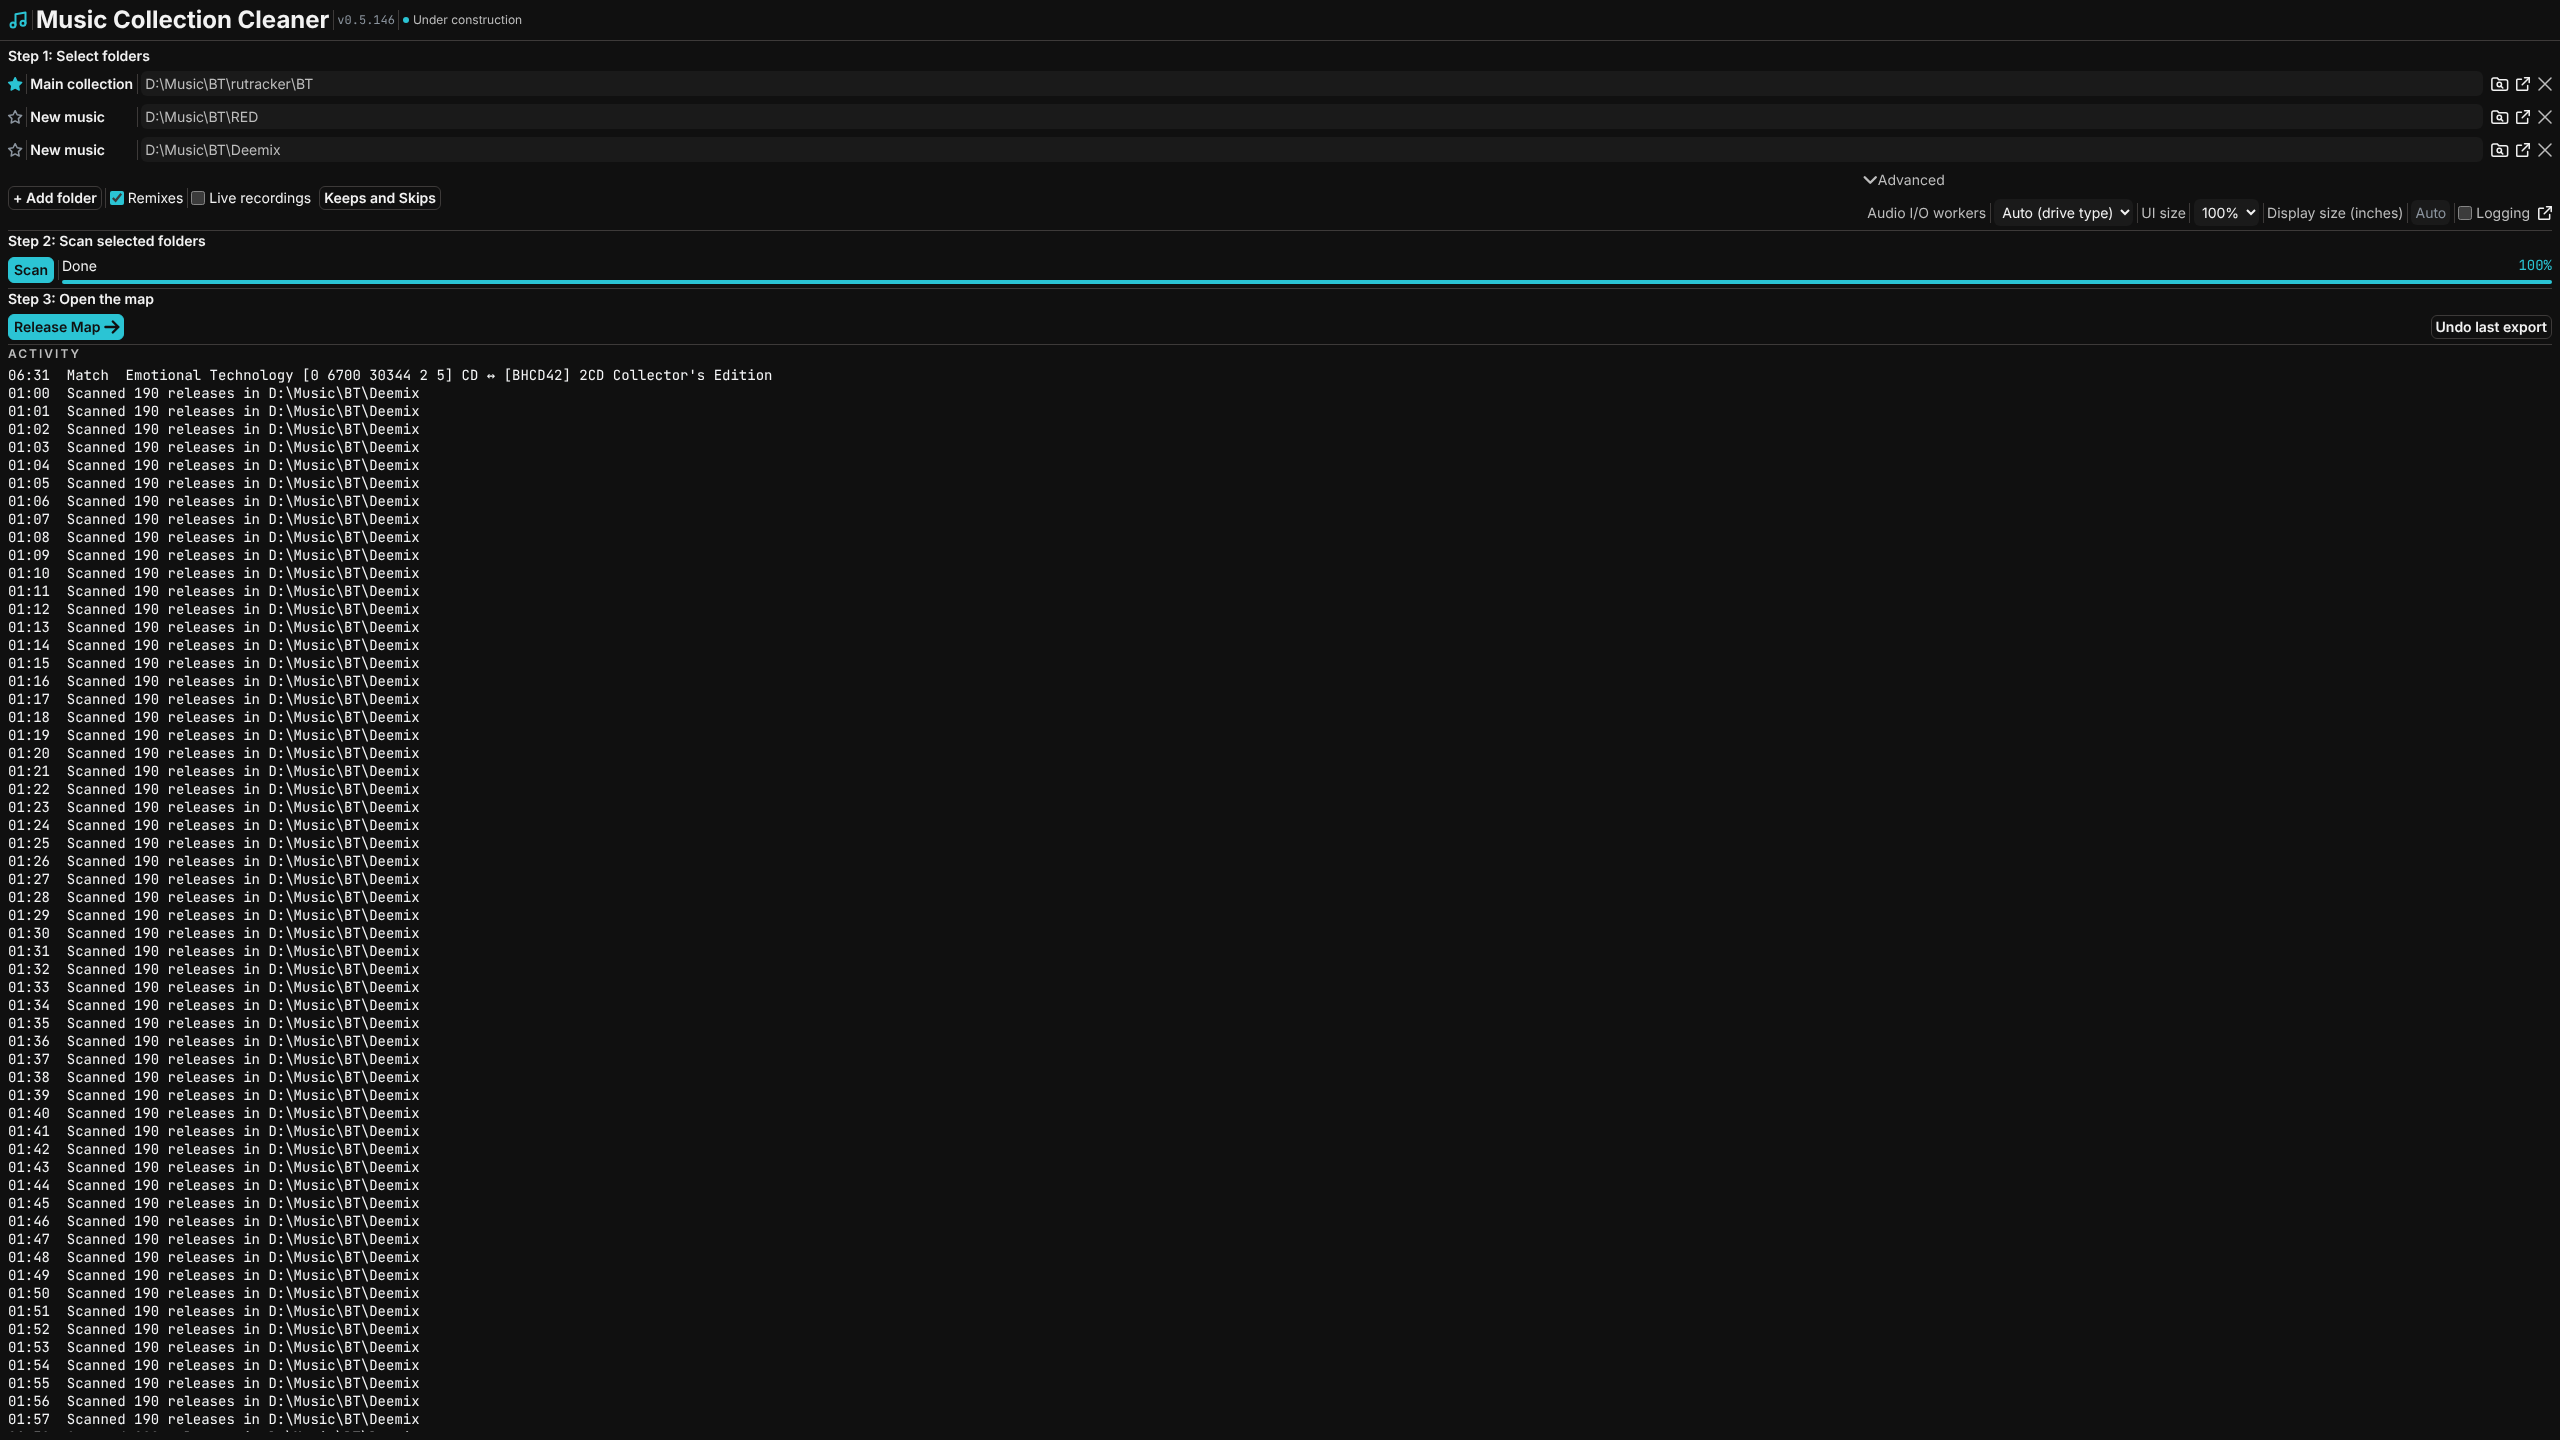 Music Collection Cleaner v0.5.146 Under construction
Step 1: Select folders
Main collection D:\Music\BT\rutracker\BT
New music D:\Music\BT\RED
New music D:\Music\BT\Deemix
Advanced
+ Add folder Remixes Live recordings Keeps and Skips
Audio I/O workers Auto (drive type) UI size 100% Display size (inches) Auto Logging
Step 2: Scan selected folders
Scan Done 100%
Step 3: Open the map
Release Map Undo last export
ACTIVITY
06:31 Match Emotional Technology [0 6700 30344 2 5] CD ↔ [BHCD42] 2CD Collector's Edition
01:00 Scanned 190 releases in D:\Music\BT\Deemix
01:01 Scanned 190 releases in D:\Music\BT\Deemix
01:02 Scanned 190 releases in D:\Music\BT\Deemix
01:03 Scanned 190 releases in D:\Music\BT\Deemix
01:04 Scanned 190 releases in D:\Music\BT\Deemix
01:05 Scanned 190 releases in D:\Music\BT\Deemix
01:06 Scanned 190 releases in D:\Music\BT\Deemix
01:07 Scanned 190 releases in D:\Music\BT\Deemix
01:08 Scanned 190 releases in D:\Music\BT\Deemix
01:09 Scanned 190 releases in D:\Music\BT\Deemix
01:10 Scanned 190 releases in D:\Music\BT\Deemix
01:11 Scanned 190 releases in D:\Music\BT\Deemix
01:12 Scanned 190 releases in D:\Music\BT\Deemix
01:13 Scanned 190 releases in D:\Music\BT\Deemix
01:14 Scanned 190 releases in D:\Music\BT\Deemix
01:15 Scanned 190 releases in D:\Music\BT\Deemix
01:16 Scanned 190 releases in D:\Music\BT\Deemix
01:17 Scanned 190 releases in D:\Music\BT\Deemix
01:18 Scanned 190 releases in D:\Music\BT\Deemix
01:19 Scanned 190 releases in D:\Music\BT\Deemix
01:20 Scanned 190 releases in D:\Music\BT\Deemix
01:21 Scanned 190 releases in D:\Music\BT\Deemix
01:22 Scanned 190 releases in D:\Music\BT\Deemix
01:23 Scanned 190 releases in D:\Music\BT\Deemix
01:24 Scanned 190 releases in D:\Music\BT\Deemix
01:25 Scanned 190 releases in D:\Music\BT\Deemix
01:26 Scanned 190 releases in D:\Music\BT\Deemix
01:27 Scanned 190 releases in D:\Music\BT\Deemix
01:28 Scanned 190 releases in D:\Music\BT\Deemix
01:29 Scanned 190 releases in D:\Music\BT\Deemix
01:30 Scanned 190 releases in D:\Music\BT\Deemix
01:31 Scanned 190 releases in D:\Music\BT\Deemix
01:32 Scanned 190 releases in D:\Music\BT\Deemix
01:33 Scanned 190 releases in D:\Music\BT\Deemix
01:34 Scanned 190 releases in D:\Music\BT\Deemix
01:35 Scanned 190 releases in D:\Music\BT\Deemix
01:36 Scanned 190 releases in D:\Music\BT\Deemix
01:37 Scanned 190 releases in D:\Music\BT\Deemix
01:38 Scanned 190 releases in D:\Music\BT\Deemix
01:39 Scanned 190 releases in D:\Music\BT\Deemix
01:40 Scanned 190 releases in D:\Music\BT\Deemix
01:41 Scanned 190 releases in D:\Music\BT\Deemix
01:42 Scanned 190 releases in D:\Music\BT\Deemix
01:43 Scanned 190 releases in D:\Music\BT\Deemix
01:44 Scanned 190 releases in D:\Music\BT\Deemix
01:45 Scanned 190 releases in D:\Music\BT\Deemix
01:46 Scanned 190 releases in D:\Music\BT\Deemix
01:47 Scanned 190 releases in D:\Music\BT\Deemix
01:48 Scanned 190 releases in D:\Music\BT\Deemix
01:49 Scanned 190 releases in D:\Music\BT\Deemix
01:50 Scanned 190 releases in D:\Music\BT\Deemix
01:51 Scanned 190 releases in D:\Music\BT\Deemix
01:52 Scanned 190 releases in D:\Music\BT\Deemix
01:53 Scanned 190 releases in D:\Music\BT\Deemix
01:54 Scanned 190 releases in D:\Music\BT\Deemix
01:55 Scanned 190 releases in D:\Music\BT\Deemix
01:56 Scanned 190 releases in D:\Music\BT\Deemix
01:57 Scanned 190 releases in D:\Music\BT\Deemix